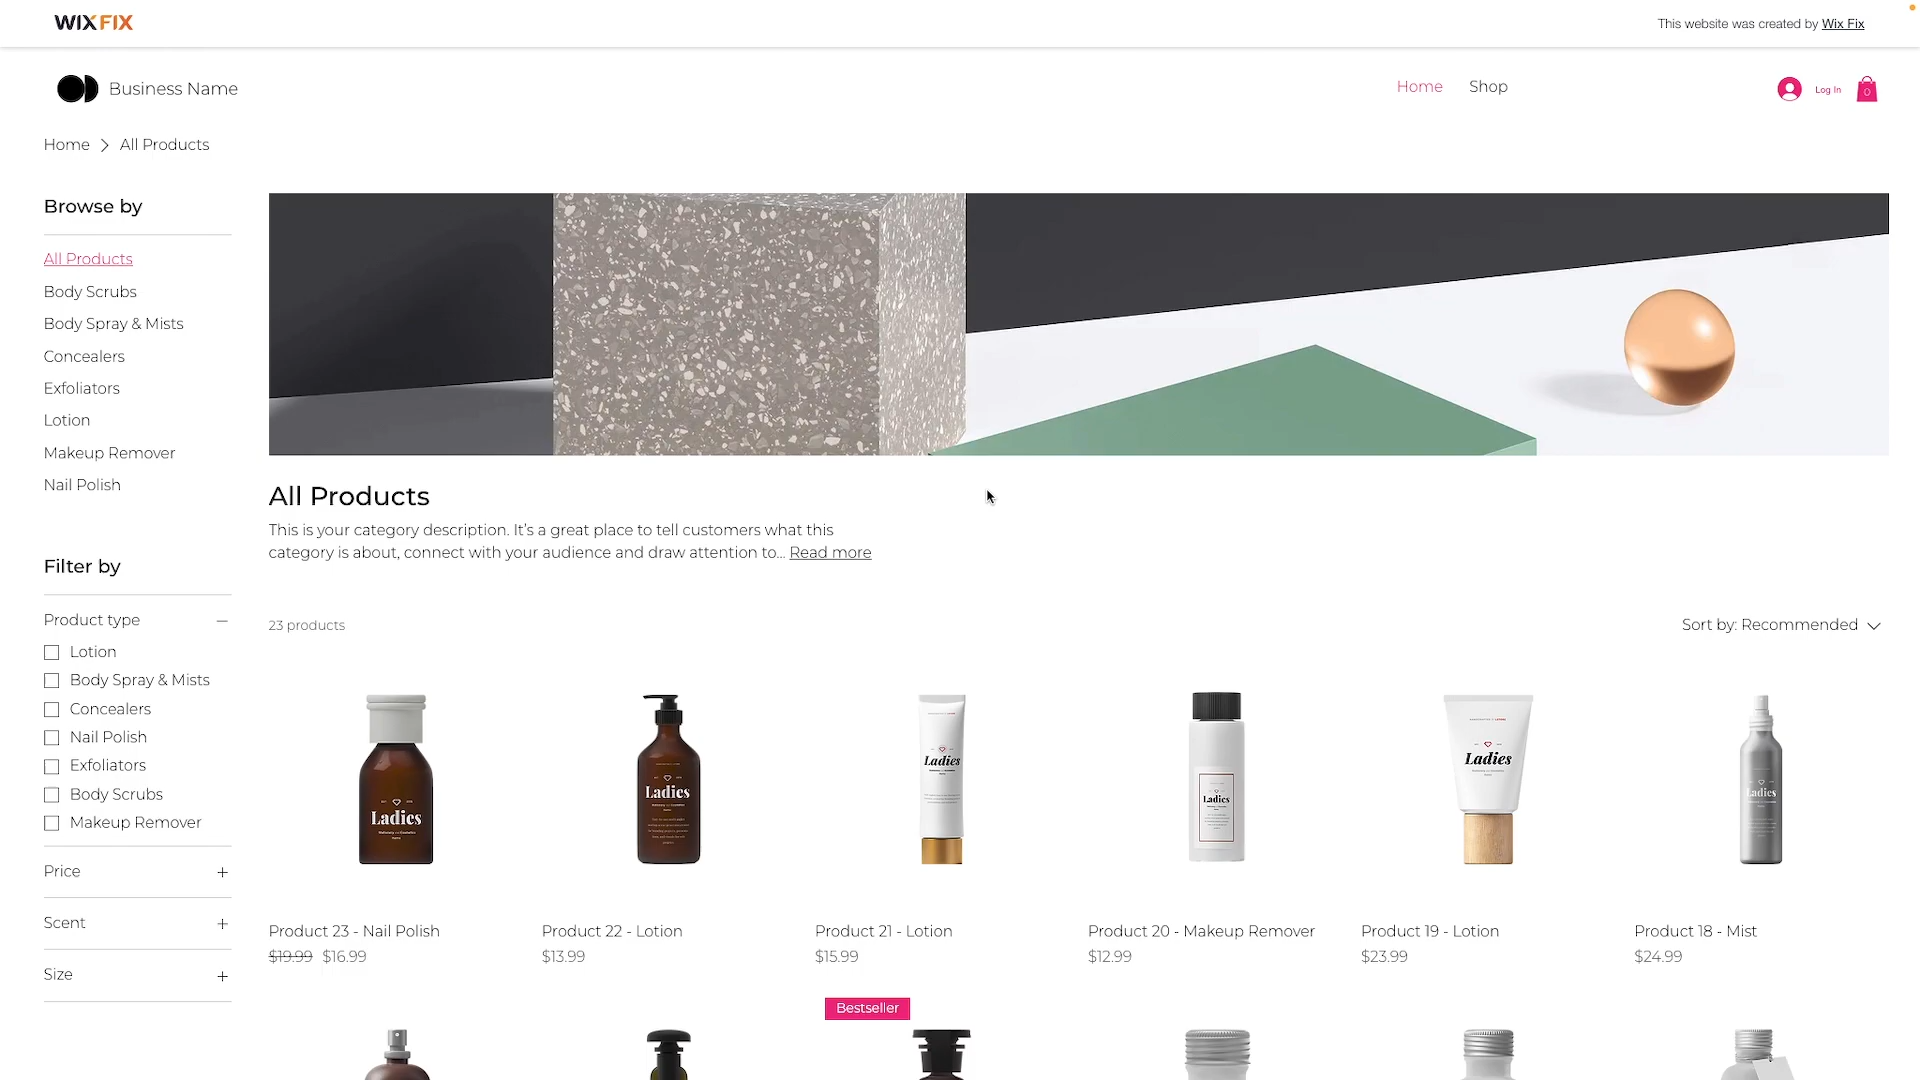 WIXFIX
This website was created by Wix Fix
Business Name
Home
Shop
Log In
0
Home
All Products
Browse by
All Products
Body Scrubs
Body Spray & Mists
Concealers
Exfoliators
Lotion
Makeup Remover
Nail Polish
All Products
This is your category description. It's a great place to tell customers what this
category is about, connect with your audience and draw attention to... Read more
Filter by
Product type
Lotion
Body Spray & Mists
Concealers
Nail Polish
Exfoliators
Body Scrubs
Makeup Remover
Price
Scent
Size
23 products
Sort by: Recommended
Ladies
Ladies
Ladies
Ladies
Ladies
Ladies
Product 23 - Nail Polish
$19.99 $16.99
Product 22 - Lotion
$13.99
Product 21 - Lotion
$15.99
Product 20 - Makeup Remover
$12.99
Product 19 - Lotion
$23.99
Product 18 - Mist
$24.99
Bestseller